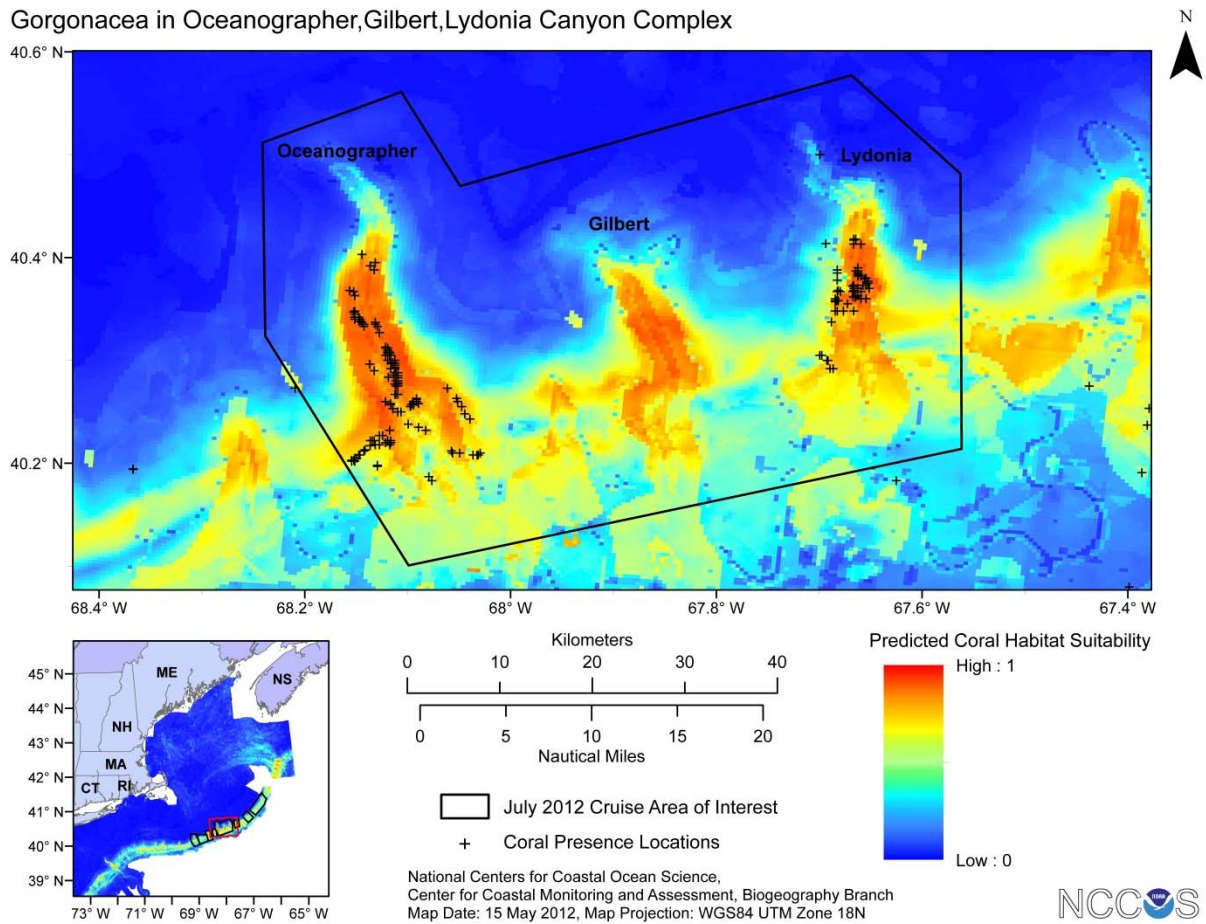 Gorgonacea in Oceanographer,Gilbert,Lydonia Canyon Complex
N
40.6° N
Oceanographer
Lydonia
Gilbert
40.4° N
40.2° N
68.4° W
68.2° W
68° W
67.8° W
67.6° W
67.4° W
45° N
44° N
43° N
42° N
41° N
40° N
39° N
ME
NS
NH
MA
CT
RI
73° W
71° W
69° W
67° W
65° W
Kilometers
0
10
20
30
40
0
5
10
15
20
Nautical Miles
July 2012 Cruise Area of Interest
Coral Presence Locations
National Centers for Coastal Ocean Science,
Center for Coastal Monitoring and Assessment, Biogeography Branch
Map Date: 15 May 2012, Map Projection: WGS84 UTM Zone 18N
Predicted Coral Habitat Suitability
High : 1
Low : 0
NCCOS
NOAA